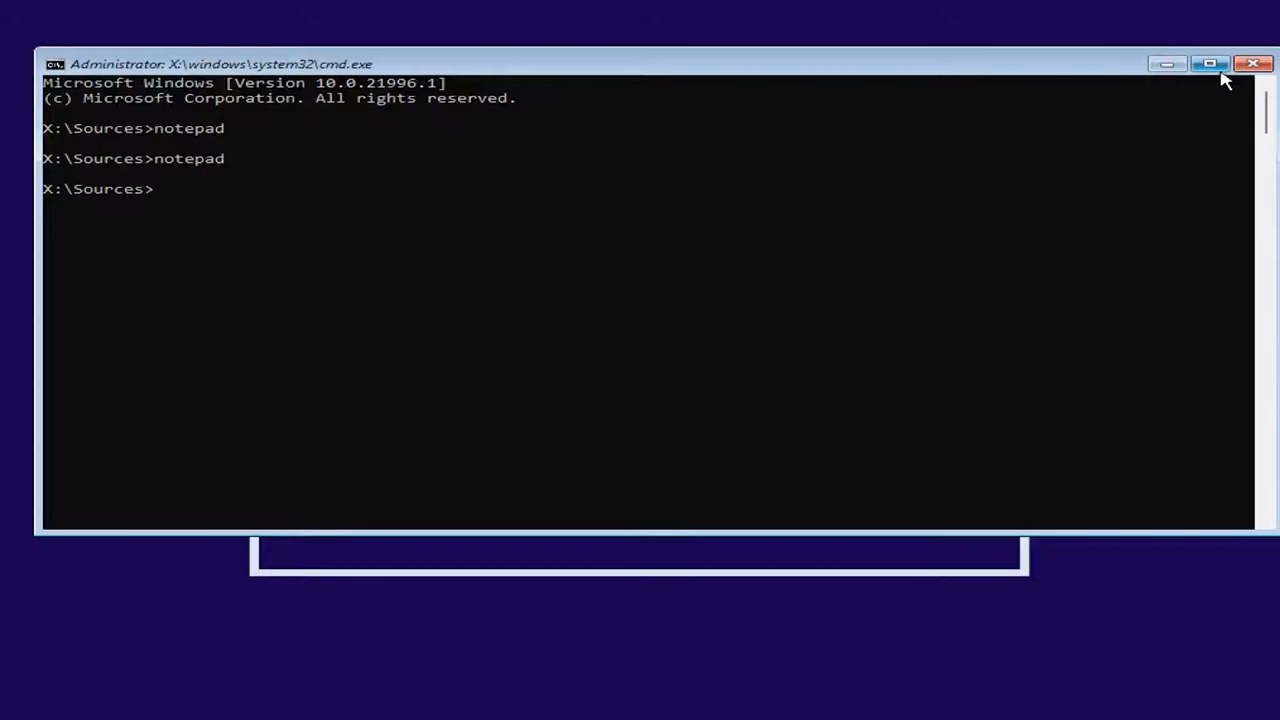 Administrator: X:\windows\system32\cmd.exe
Microsoft Windows [Version 10.0.21996.1]
(c) Microsoft Corporation. All rights reserved.
X:\Sources>notepad
X:\Sources>notepad
X:\Sources>